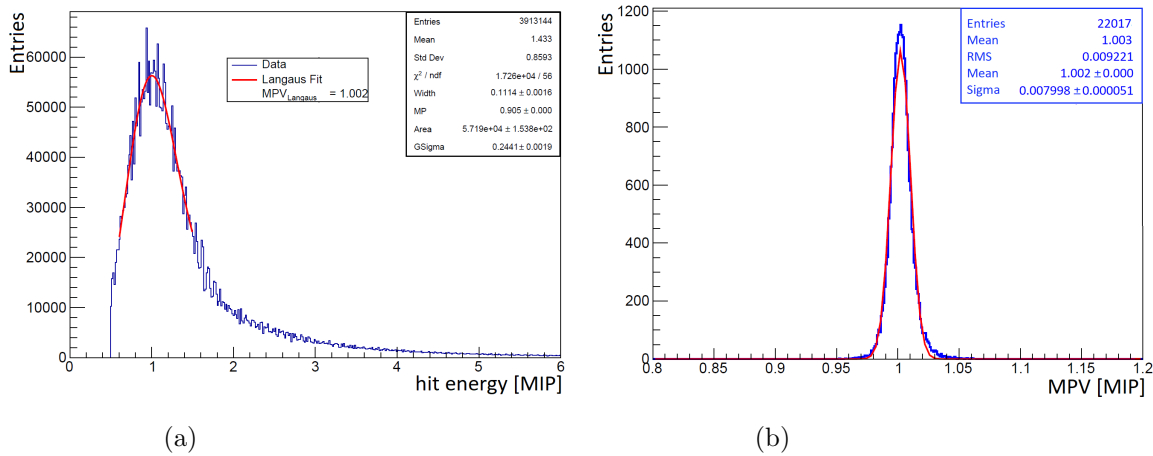 Entries
60000
50000
40000
30000
20000
10000
0
0 1 2 3 4 5 6
hit energy [MIP]
Data
Langaus Fit
MPV_Langaus = 1.002
Entries 3913144
Mean 1.433
Std Dev 0.8593
χ² / ndf 1.726e+04 / 56
Width 0.1114 ± 0.0016
MP 0.905 ± 0.000
Area 5.719e+04 ± 1.538e+02
GSigma 0.2441 ± 0.0019
(a)
Entries
1200
1000
800
600
400
200
0
0.8 0.85 0.9 0.95 1 1.05 1.1 1.15 1.2
MPV [MIP]
Entries 22017
Mean 1.003
RMS 0.009221
Mean 1.002 ± 0.000
Sigma 0.007998 ± 0.000051
(b)